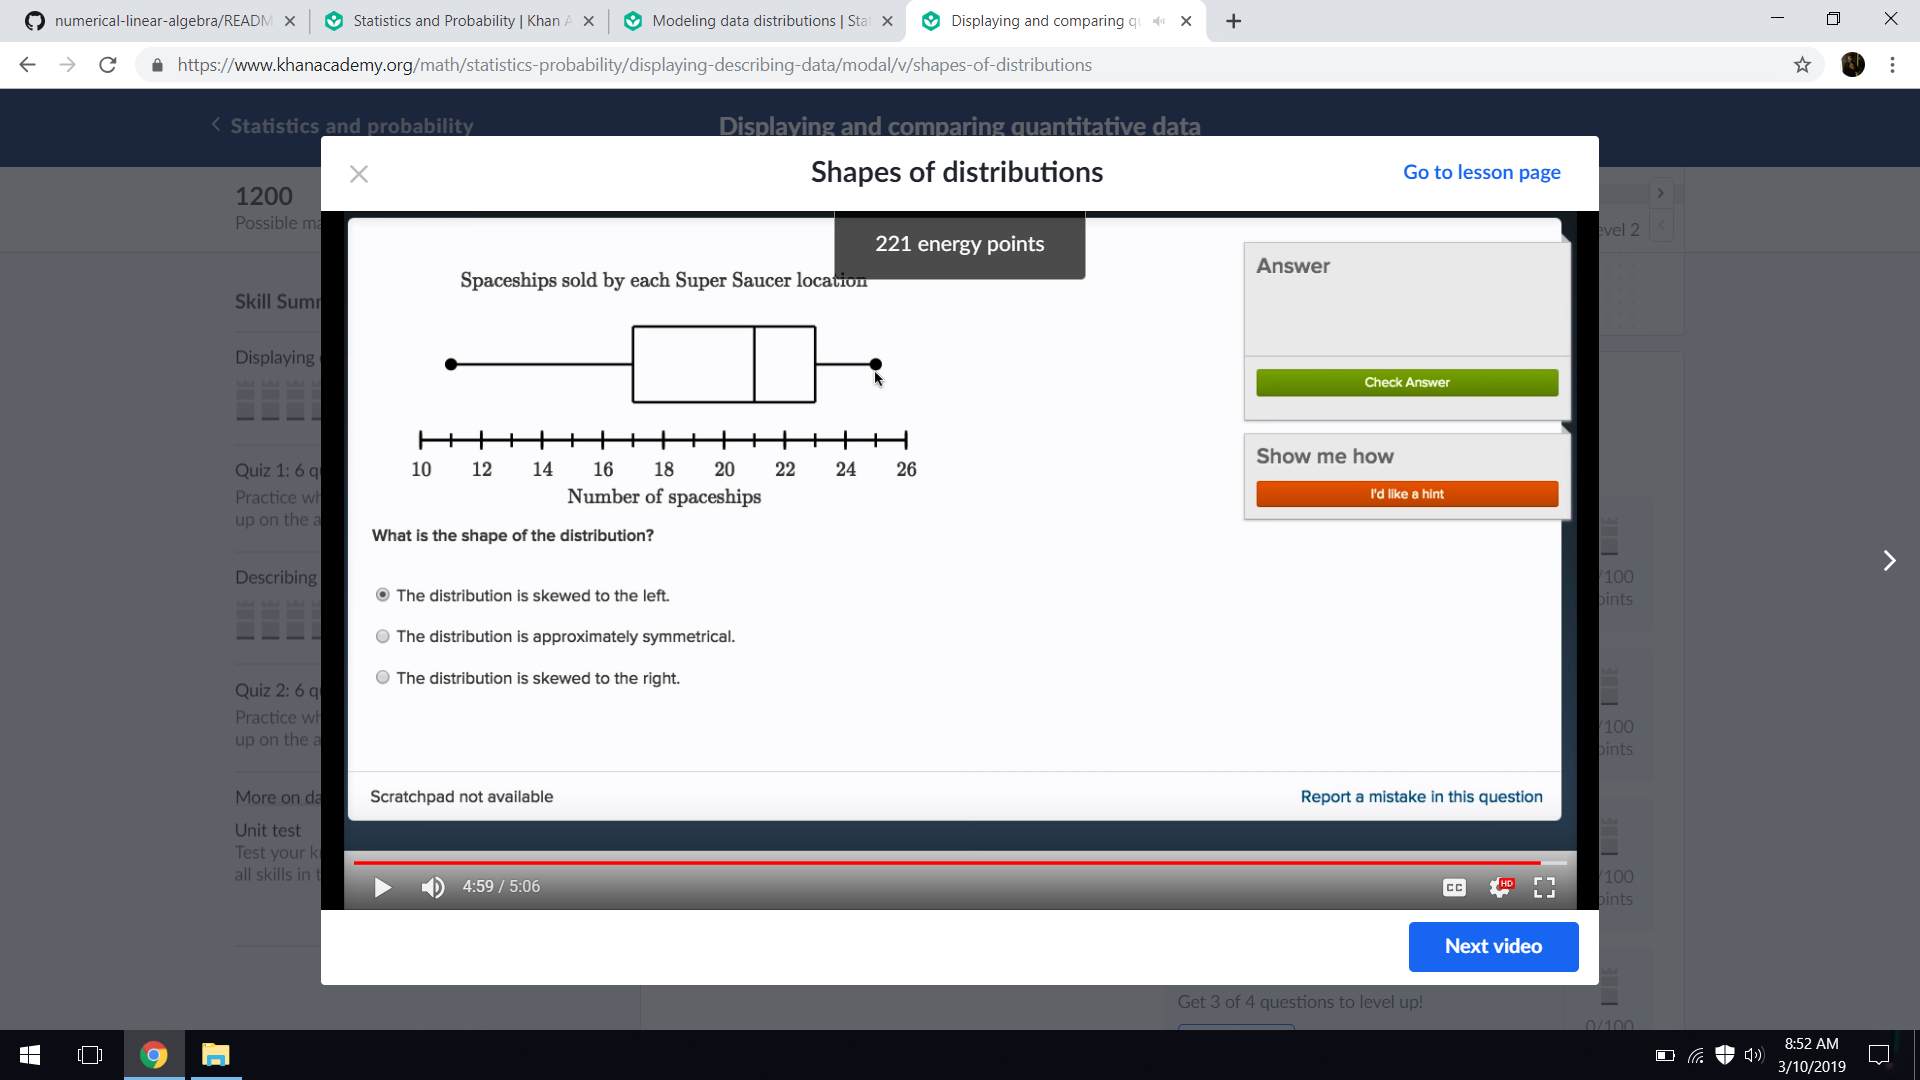 numerical-linear-algebra/READM
Statistics and Probability | Khan A
Modeling data distributions | Stat
Displaying and comparing qu
https://www.khanacademy.org/math/statistics-probability/displaying-describing-data/modal/v/shapes-of-distributions
Statistics and probability
Displaying and comparing quantitative data
Shapes of distributions
Go to lesson page
1200
Possible ma
evel 2
221 energy points
Spaceships sold by each Super Saucer location
Answer
Check Answer
Show me how
I'd like a hint
10 12 14 16 18 20 22 24 26
Number of spaceships
What is the shape of the distribution?
The distribution is skewed to the left.
The distribution is approximately symmetrical.
The distribution is skewed to the right.
Scratchpad not available
Report a mistake in this question
4:59 / 5:06
CC
HD
Next video
Skill Summ
Displaying
Quiz 1: 6 q
Practice wh
up on the a
Describing
Quiz 2: 6 q
Practice wh
up on the a
More on da
Unit test
Test your k
all skills in t
/100
oints
/100
oints
/100
oints
Get 3 of 4 questions to level up!
0/100
8:52 AM
3/10/2019